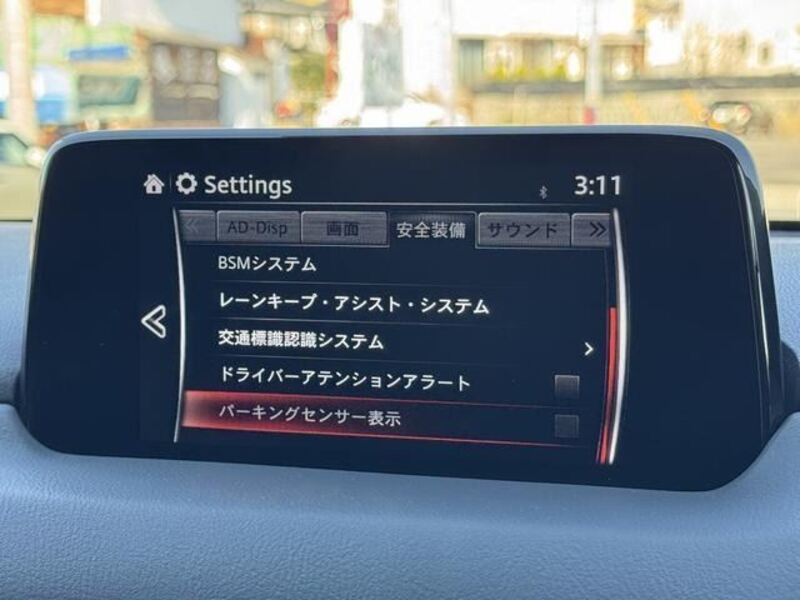 Settings 3:11
AD-Disp 画面 安全装備 サウンド
BSMシステム
レーンキープ・アシスト・システム
交通標識認識システム
ドライバーアテンションアラート
パーキングセンサー表示